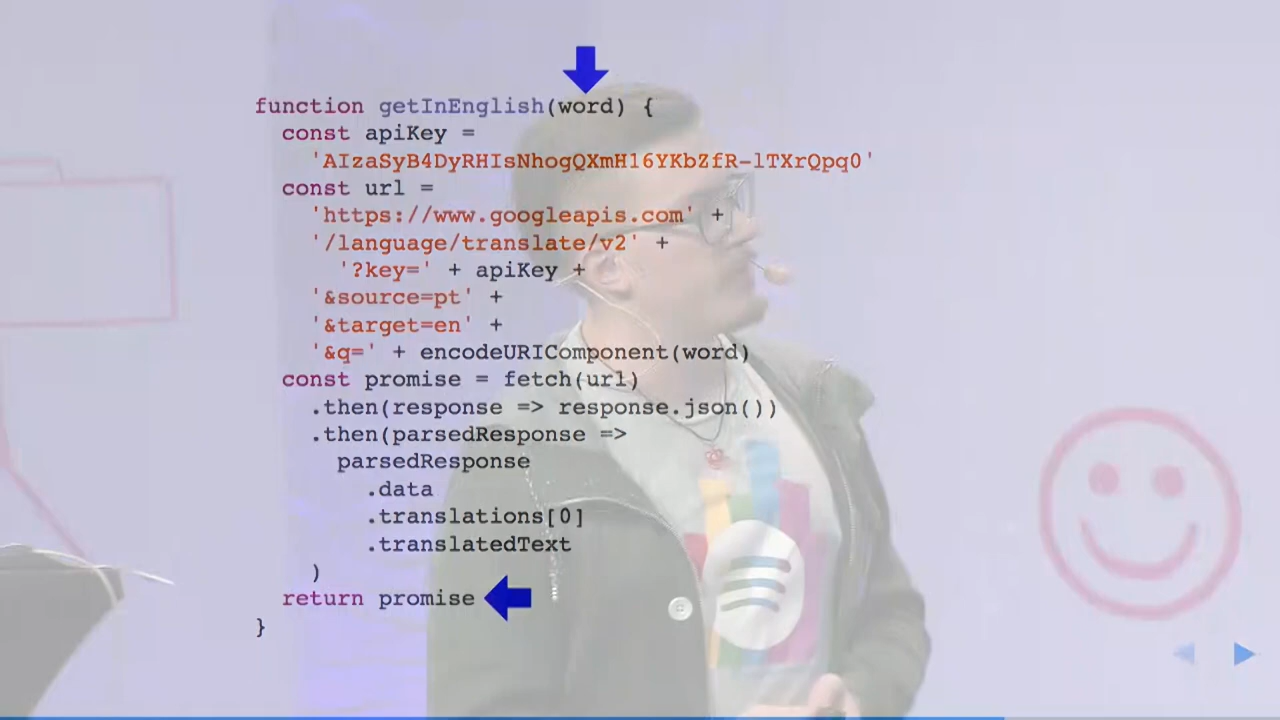 function getInEnglish(word) {
const apiKey =
'AIzaSyB4DyRHIsNhogQXmH16YKbZfR-lTXrQpq0'
const url =
'https://www.googleapis.com' +
'/language/translate/v2' +
'?key=' + apiKey +
'&source=pt' +
'&target=en' +
'&q=' + encodeURIComponent(word)
const promise = fetch(url)
.then(response => response.json())
.then(parsedResponse =>
parsedResponse
.data
.translations[0]
.translatedText
)
return promise
}